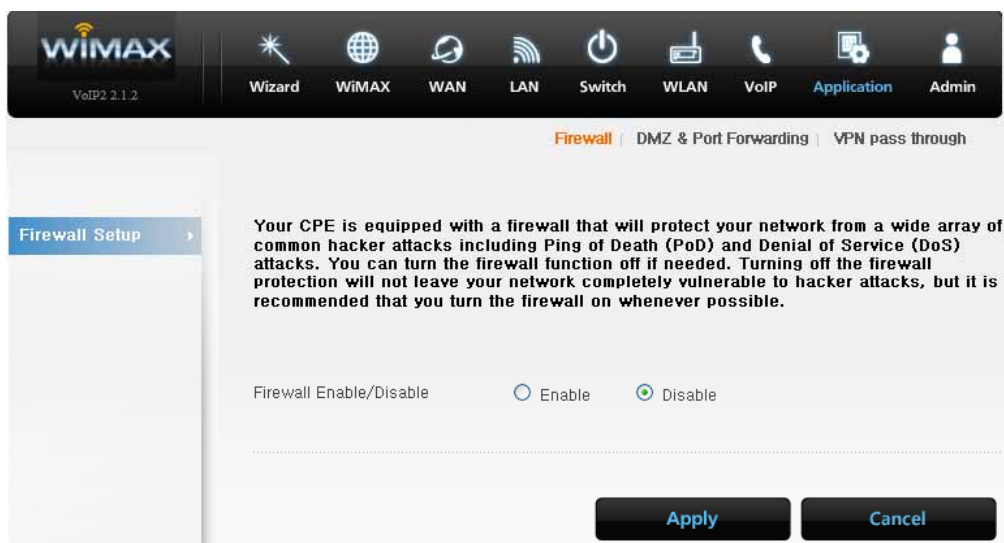 WiMAX
VoIP2 2.1.2
Wizard WiMAX WAN LAN Switch WLAN VoIP Application Admin
Firewall | DMZ & Port Forwarding | VPN pass through
Firewall Setup
Your CPE is equipped with a firewall that will protect your network from a wide array of
common hacker attacks including Ping of Death (PoD) and Denial of Service (DoS)
attacks. You can turn the firewall function off if needed. Turning off the firewall
protection will not leave your network completely vulnerable to hacker attacks, but it is
recommended that you turn the firewall on whenever possible.
Firewall Enable/Disable Enable Disable
Apply Cancel